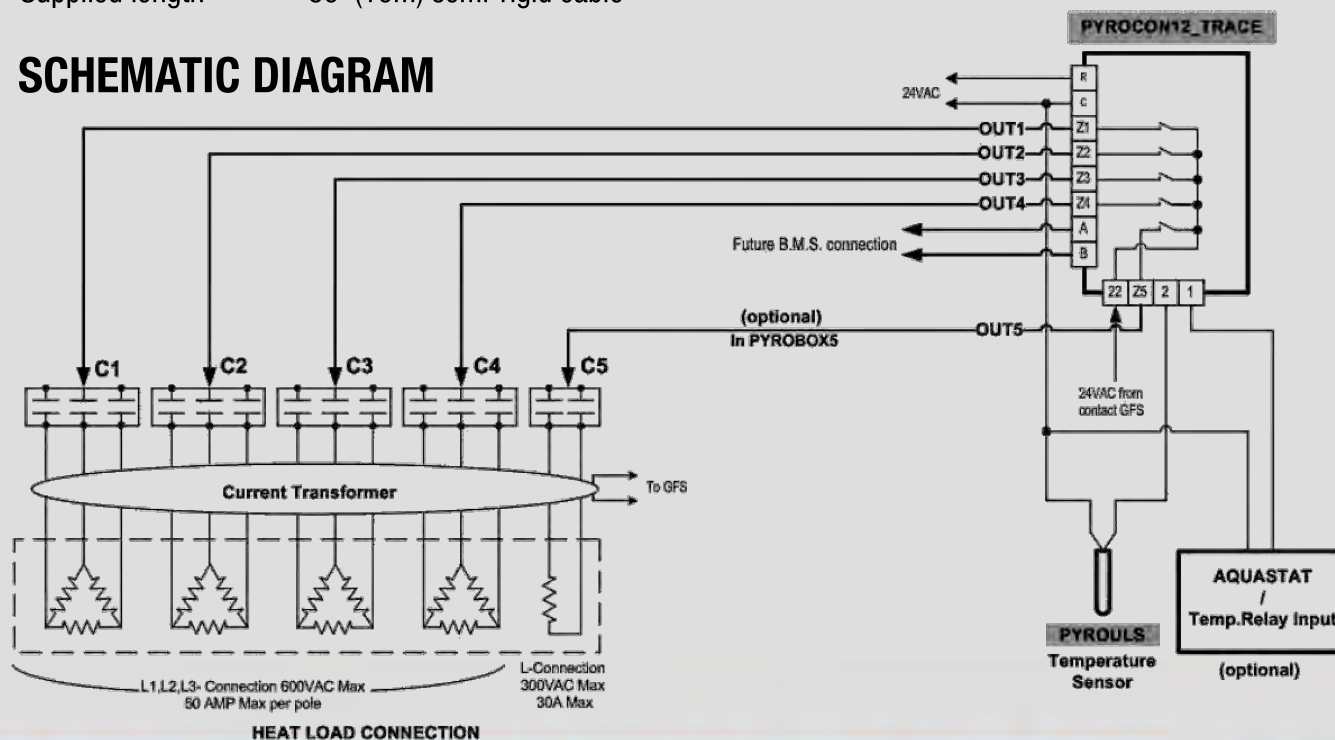 SCHEMATIC DIAGRAM
PYROCON12_TRACE
R
24VAC
C
OUT1
Z1
OUT2
Z2
OUT3
Z3
OUT4
Z4
A
Future B.M.S. connection
B
22 Z5 2 1
(optional)
In PYROBOX5
OUT5
C1 C2 C3 C4 C5
24VAC from
contact GFS
Current Transformer
To GFS
AQUASTAT
/
Temp.Relay Input
(optional)
PYROULS
Temperature
Sensor
L1,L2,L3- Connection 600VAC Max
50 AMP Max per pole
L-Connection
300VAC Max
30A Max
HEAT LOAD CONNECTION